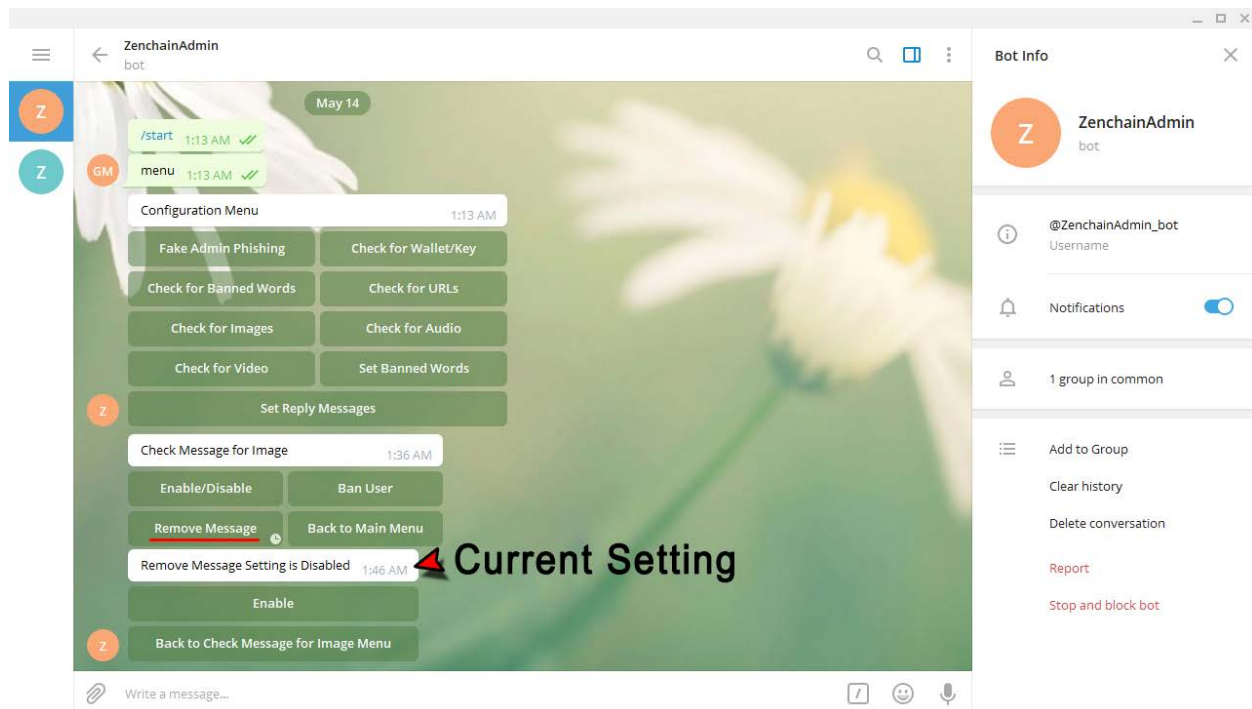 ZenchainAdmin
bot
Bot Info
May 14
Z
Z
/start 1:13 AM
GM
menu 1:13 AM
Configuration Menu 1:13 AM
Fake Admin Phishing
Check for Wallet/Key
Check for Banned Words
Check for URLs
Check for Images
Check for Audio
Check for Video
Set Banned Words
Z
Set Reply Messages
Check Message for Image 1:36 AM
Enable/Disable
Ban User
Remove Message
Back to Main Menu
Remove Message Setting is Disabled 1:46 AM
Current Setting
Enable
Z
Back to Check Message for Image Menu
Write a message...
/
Z
ZenchainAdmin
bot
@ZenchainAdmin_bot
Username
Notifications
1 group in common
Add to Group
Clear history
Delete conversation
Report
Stop and block bot